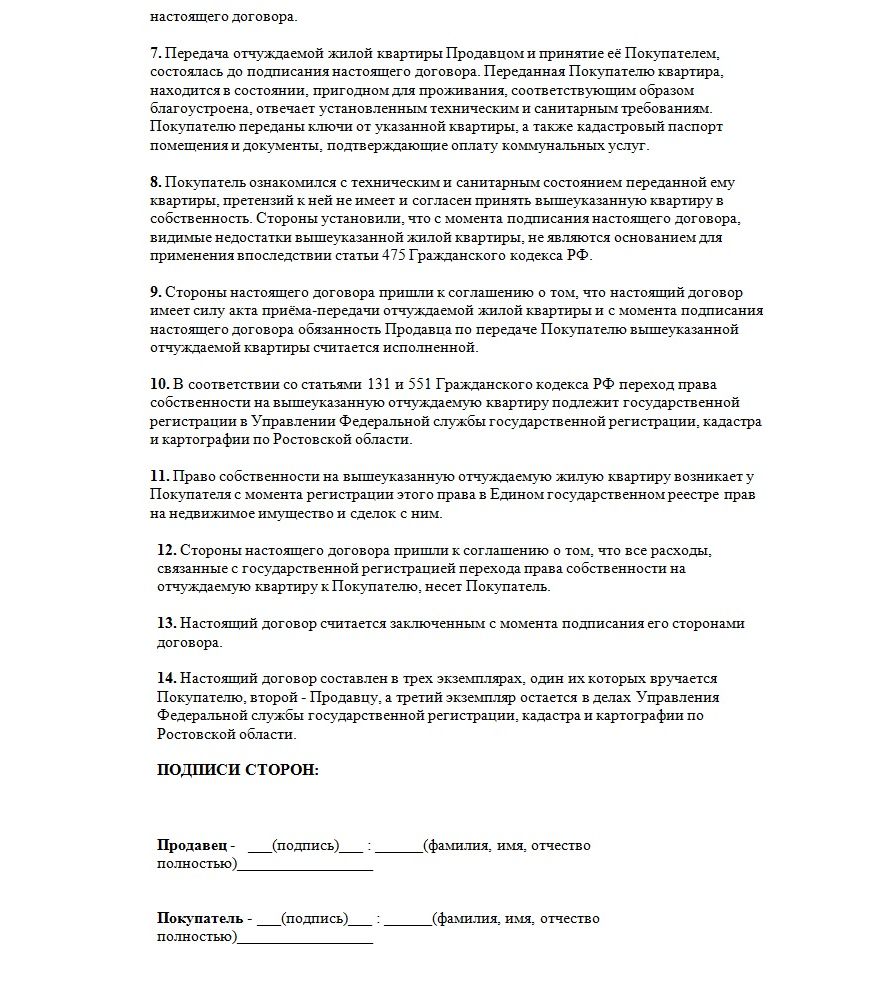 настоящего договора.
7. Передача отчуждаемой жилой квартиры Продавцом и принятие её Покупателем,
состоялась до подписания настоящего договора. Переданная Покупателю квартира,
находится в состоянии, пригодном для проживания, соответствующим образом
благоустроена, отвечает установленным техническим и санитарным требованиям.
Покупателю переданы ключи от указанной квартиры, а также кадастровый паспорт
помещения и документы, подтверждающие оплату коммунальных услуг.
8. Покупатель ознакомился с техническим и санитарным состоянием переданной ему
квартиры, претензий к ней не имеет и согласен принять вышеуказанную квартиру в
собственность. Стороны установили, что с момента подписания настоящего договора,
видимые недостатки вышеуказанной жилой квартиры, не являются основанием для
применения впоследствии статьи 475 Гражданского кодекса РФ.
9. Стороны настоящего договора пришли к соглашению о том, что настоящий договор
имеет силу акта приёма-передачи отчуждаемой жилой квартиры и с момента подписания
настоящего договора обязанность Продавца по передаче Покупателю вышеуказанной
отчуждаемой квартиры считается исполненной.
10. В соответствии со статьями 131 и 551 Гражданского кодекса РФ переход права
собственности на вышеуказанную отчуждаемую квартиру подлежит государственной
регистрации в Управлении Федеральной службы государственной регистрации, кадастра
и картографии по Ростовской области.
11. Право собственности на вышеуказанную отчуждаемую жилую квартиру возникает у
Покупателя с момента регистрации этого права в Едином государственном реестре прав
на недвижимое имущество и сделок с ним.
12. Стороны настоящего договора пришли к соглашению о том, что все расходы,
связанные с государственной регистрацией перехода права собственности на
отчуждаемую квартиру к Покупателю, несет Покупатель.
13. Настоящий договор считается заключенным с момента подписания его сторонами
договора.
14. Настоящий договор составлен в трех экземплярах, один их которых вручается
Покупателю, второй - Продавцу, а третий экземпляр остается в делах Управления
Федеральной службы государственной регистрации, кадастра и картографии по
Ростовской области.
ПОДПИСИ СТОРОН:
Продавец - ___(подпись)___ : ______(фамилия, имя, отчество
полностью)_________________
Покупатель - ___(подпись)___ : ______(фамилия, имя, отчество
полностью)_________________